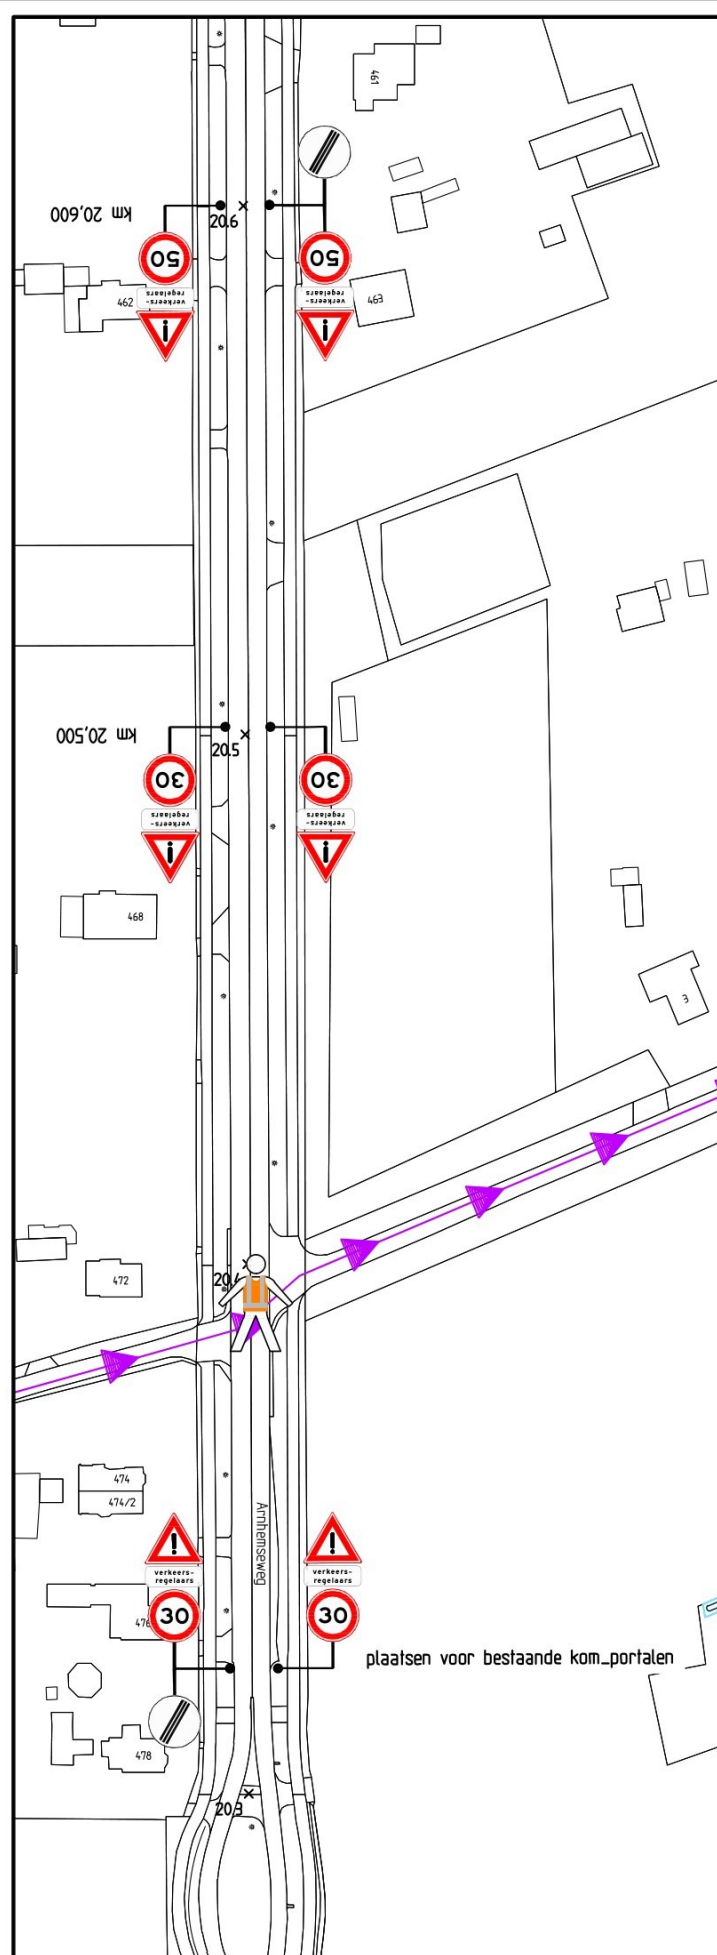 461
km 20,600
20.6
50
50
verkeers-
regelaars
verkeers-
regelaars
462
463
!
!
km 20,500
20.5
30
30
verkeers-
regelaars
verkeers-
regelaars
!
!
468
3
472
20.4
474
474/2
Arnhemseweg
!
!
verkeers-
regelaars
verkeers-
regelaars
30
30
476
plaatsen voor bestaande kom_portalen
478
20.3